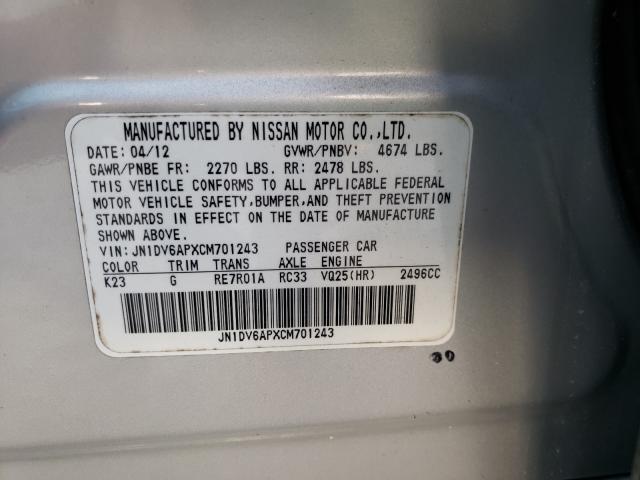 MANUFACTURED BY NISSAN MOTOR CO.,LTD.
DATE: 04/12 GVWR/PNBV: 4674 LBS.
GAWR/PNBE FR: 2270 LBS. RR: 2478 LBS.
THIS VEHICLE CONFORMS TO ALL APPLICABLE FEDERAL
MOTOR VEHICLE SAFETY,BUMPER,AND THEFT PREVENTION
STANDARDS IN EFFECT ON THE DATE OF MANUFACTURE
SHOWN ABOVE.
VIN: JN1DV6APXCM701243 PASSENGER CAR
COLOR TRIM TRANS AXLE ENGINE
K23 G RE7R01A RC33 VQ25(HR) 2496CC
JN1DV6APXCM701243